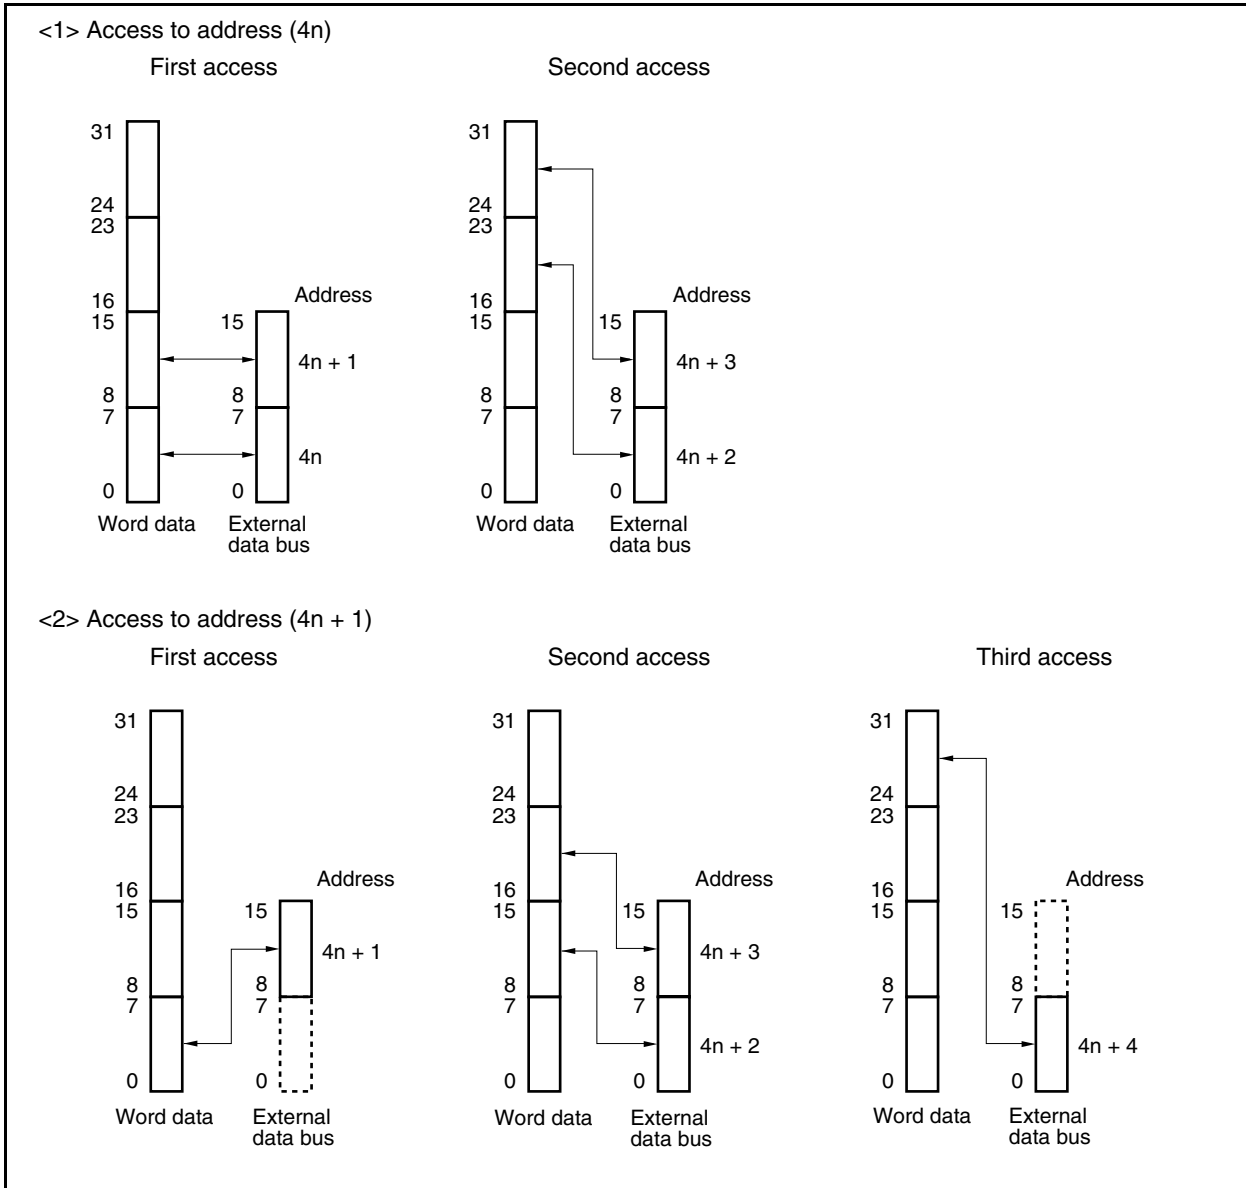 <1> Access to address (4n)
First access
Second access
31
24
23
16
15
8
7
0
Address
15
4n + 1
8
7
4n
0
Word data
External
data bus
31
24
23
16
15
8
7
0
Address
15
4n + 3
8
7
4n + 2
0
Word data
External
data bus
<2> Access to address (4n + 1)
First access
Second access
Third access
31
24
23
16
15
8
7
0
Address
15
4n + 1
8
7
0
Word data
External
data bus
31
24
23
16
15
8
7
0
Address
15
4n + 3
8
7
4n + 2
0
Word data
External
data bus
31
24
23
16
15
8
7
0
Address
15
8
7
4n + 4
0
Word data
External
data bus